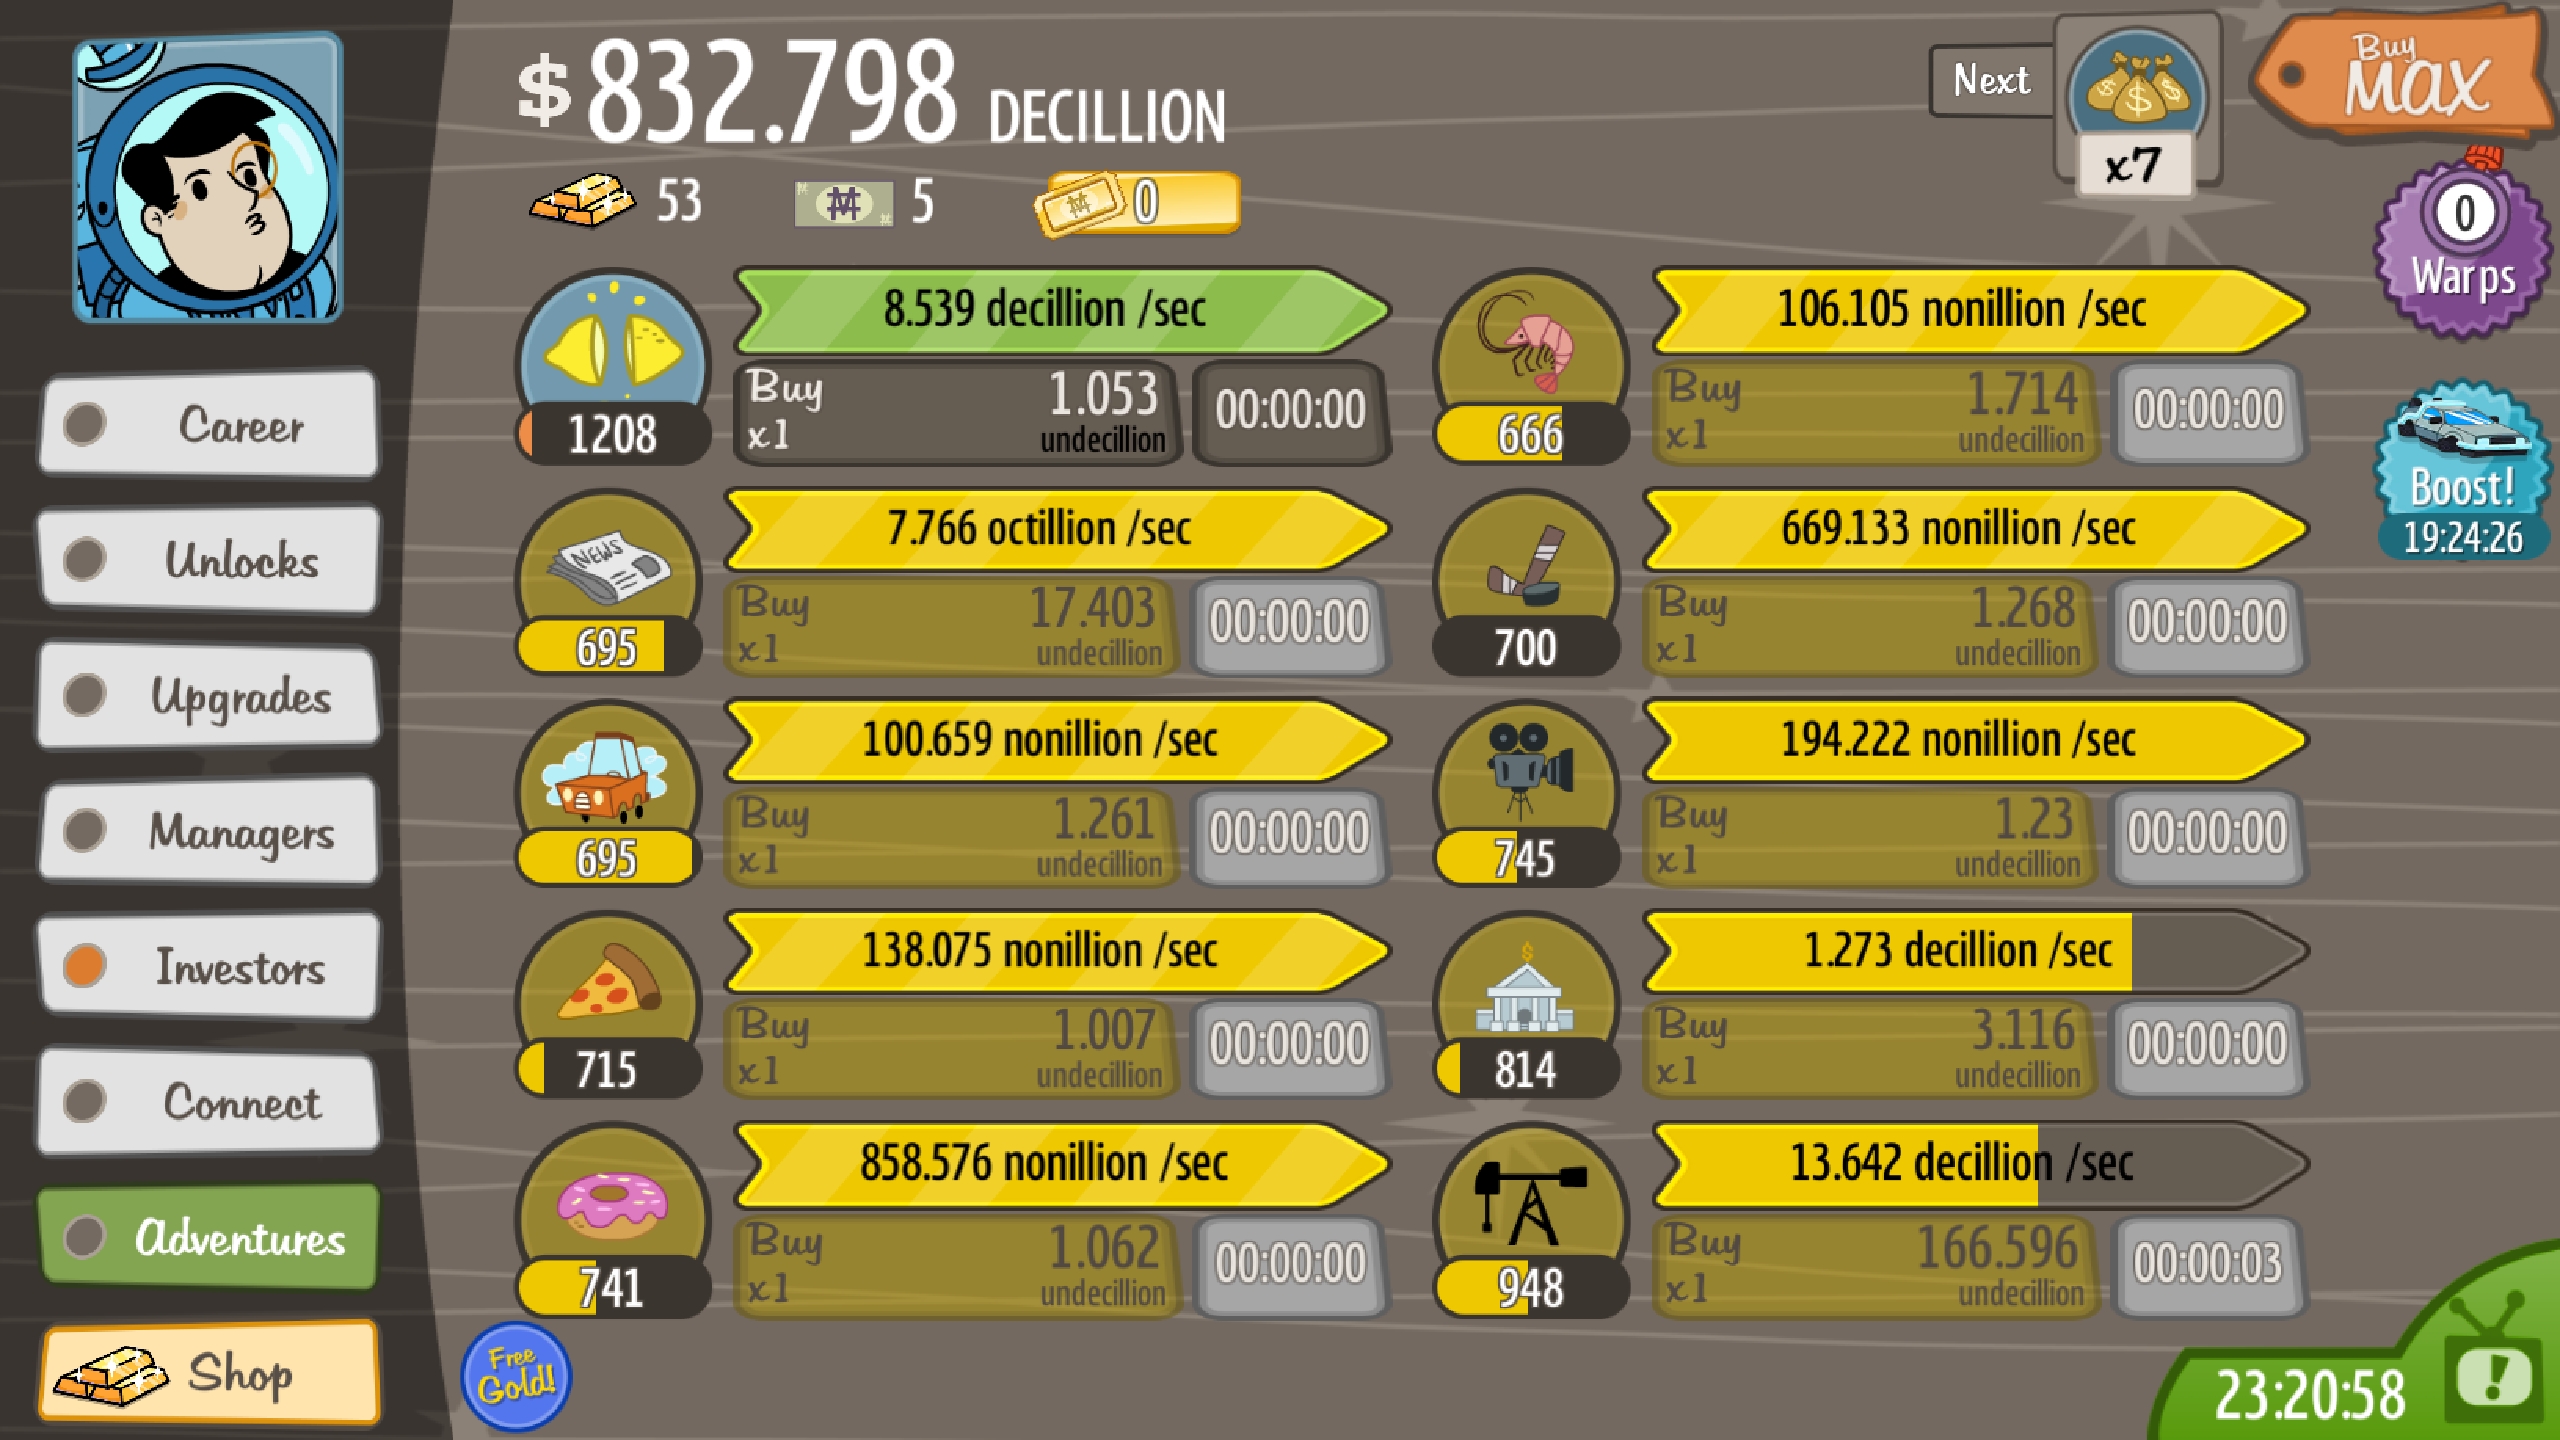 $832.798 DECILLION
53
5
0
Next
x7
Buy
MAX
0
Warps
Boost!
19:24:26
Career
Unlocks
Upgrades
Managers
Investors
Connect
Adventures
Shop
8.539 decillion /sec
1208
Buy
x1
1.053
undecillion
00:00:00
NEWS
7.766 octillion /sec
695
Buy
x1
17.403
undecillion
00:00:00
100.659 nonillion /sec
695
Buy
x1
1.261
undecillion
00:00:00
138.075 nonillion /sec
715
Buy
x1
1.007
undecillion
00:00:00
858.576 nonillion /sec
741
Buy
x1
1.062
undecillion
00:00:00
106.105 nonillion /sec
666
Buy
x1
1.714
undecillion
00:00:00
669.133 nonillion /sec
700
Buy
x1
1.268
undecillion
00:00:00
194.222 nonillion /sec
745
Buy
x1
1.23
undecillion
00:00:00
1.273 decillion /sec
814
Buy
x1
3.116
undecillion
00:00:00
13.642 decillion /sec
948
Buy
x1
166.596
undecillion
00:00:03
Free
Gold!
23:20:58
!